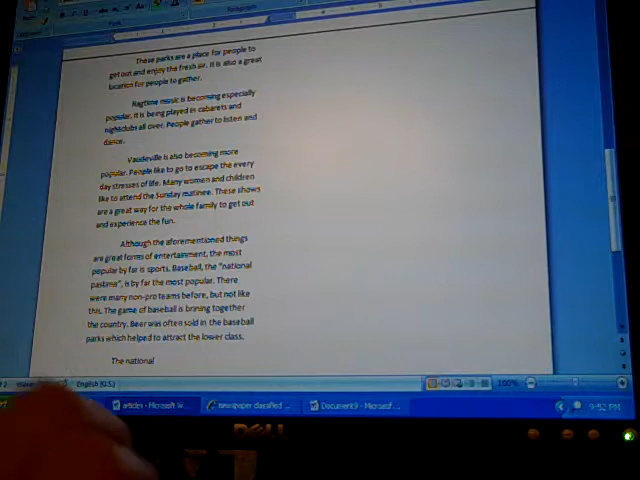 These parks are a place for people to
get out and enjoy the fresh air. It is also a great
location for people to gather.
Ragtime music is becoming especially
popular. It is being played in cabarets and
nightclubs all over. People gather to listen and
dance.
Vaudeville is also becoming more
popular. People like to go to escape the every
day stresses of life. Many women and children
like to attend the Sunday matinee. These shows
are a great way for the whole family to get out
and experience the fun.
Although the aforementioned things
are great forms of entertainment, the most
popular by far is sports. Baseball, the "national
pastime", is by far the most popular. There
were many non-pro teams before, but not like
this. The game of baseball is brining together
the country. Beer was often sold in the baseball
parks which helped to attract the lower class.
The national
English (U.S.) 100%
articles - Microsoft W... newspaper classified ... Document9 - Microsof... 9:52 PM
DELL